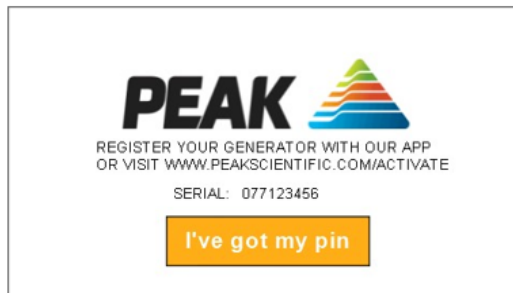 PEAK
REGISTER YOUR GENERATOR WITH OUR APP
OR VISIT WWW.PEAKSCIENTIFIC.COM/ACTIVATE
SERIAL: 077123456
I've got my pin